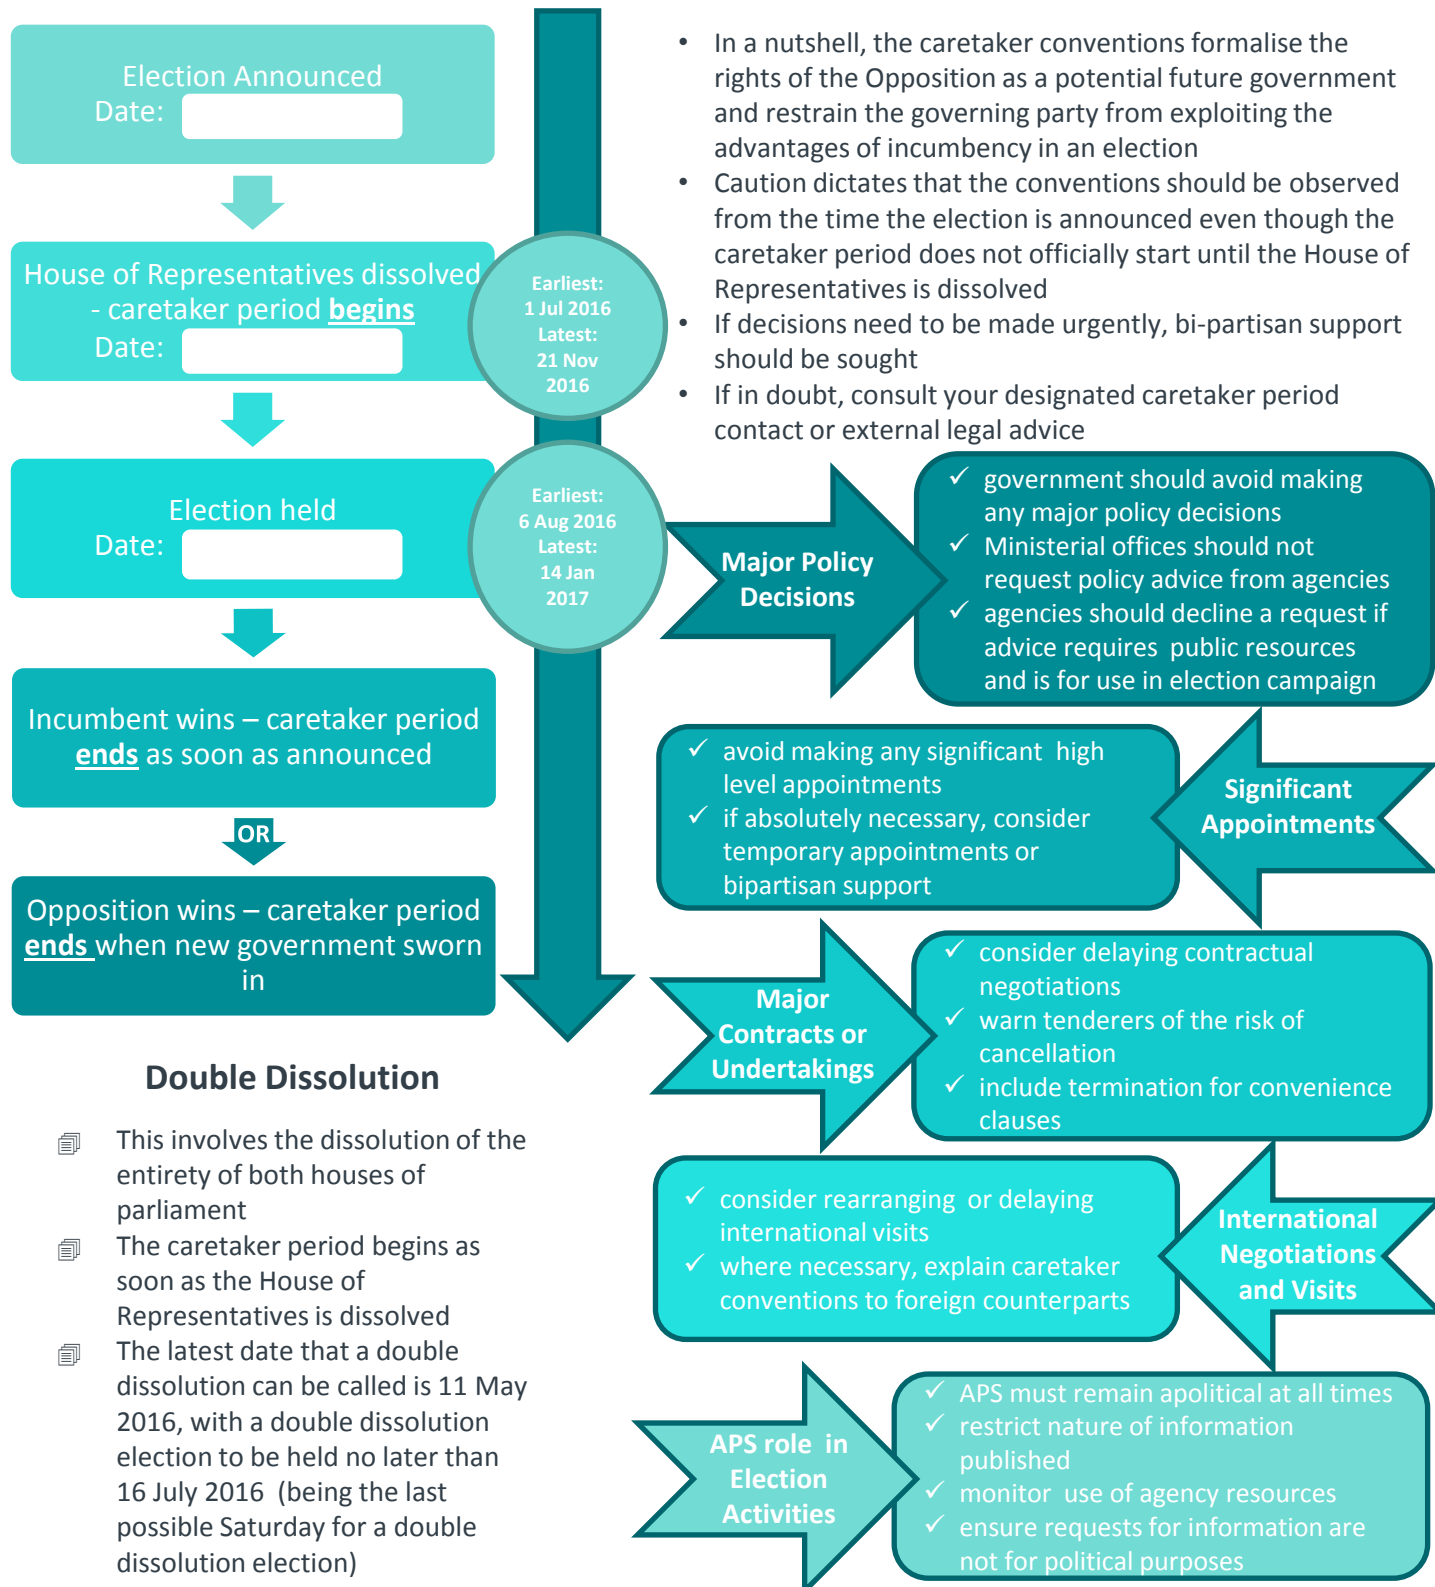 Election Announced
Date:
House of Representatives dissolved
- caretaker period begins
Date:
Earliest:
1 Jul 2016
Latest:
21 Nov
2016
Election held
Date:
Earliest:
6 Aug 2016
Latest:
14 Jan
2017
Incumbent wins – caretaker period
ends as soon as announced
OR
Opposition wins – caretaker period
ends when new government sworn
in
Double Dissolution
This involves the dissolution of the
entirety of both houses of
parliament
The caretaker period begins as
soon as the House of
Representatives is dissolved
The latest date that a double
dissolution can be called is 11 May
2016, with a double dissolution
election to be held no later than
16 July 2016 (being the last
possible Saturday for a double
dissolution election)
• In a nutshell, the caretaker conventions formalise the
rights of the Opposition as a potential future government
and restrain the governing party from exploiting the
advantages of incumbency in an election
• Caution dictates that the conventions should be observed
from the time the election is announced even though the
caretaker period does not officially start until the House of
Representatives is dissolved
• If decisions need to be made urgently, bi-partisan support
should be sought
• If in doubt, consult your designated caretaker period
contact or external legal advice
Major Policy
Decisions
✓ government should avoid making
any major policy decisions
✓ Ministerial offices should not
request policy advice from agencies
✓ agencies should decline a request if
advice requires public resources
and is for use in election campaign
✓ avoid making any significant high
level appointments
✓ if absolutely necessary, consider
temporary appointments or
bipartisan support
Significant
Appointments
Major
Contracts or
Undertakings
✓ consider delaying contractual
negotiations
✓ warn tenderers of the risk of
cancellation
✓ include termination for convenience
clauses
✓ consider rearranging or delaying
international visits
✓ where necessary, explain caretaker
conventions to foreign counterparts
International
Negotiations
and Visits
APS role in
Election
Activities
✓ APS must remain apolitical at all times
✓ restrict nature of information
published
✓ monitor use of agency resources
✓ ensure requests for information are
not for political purposes